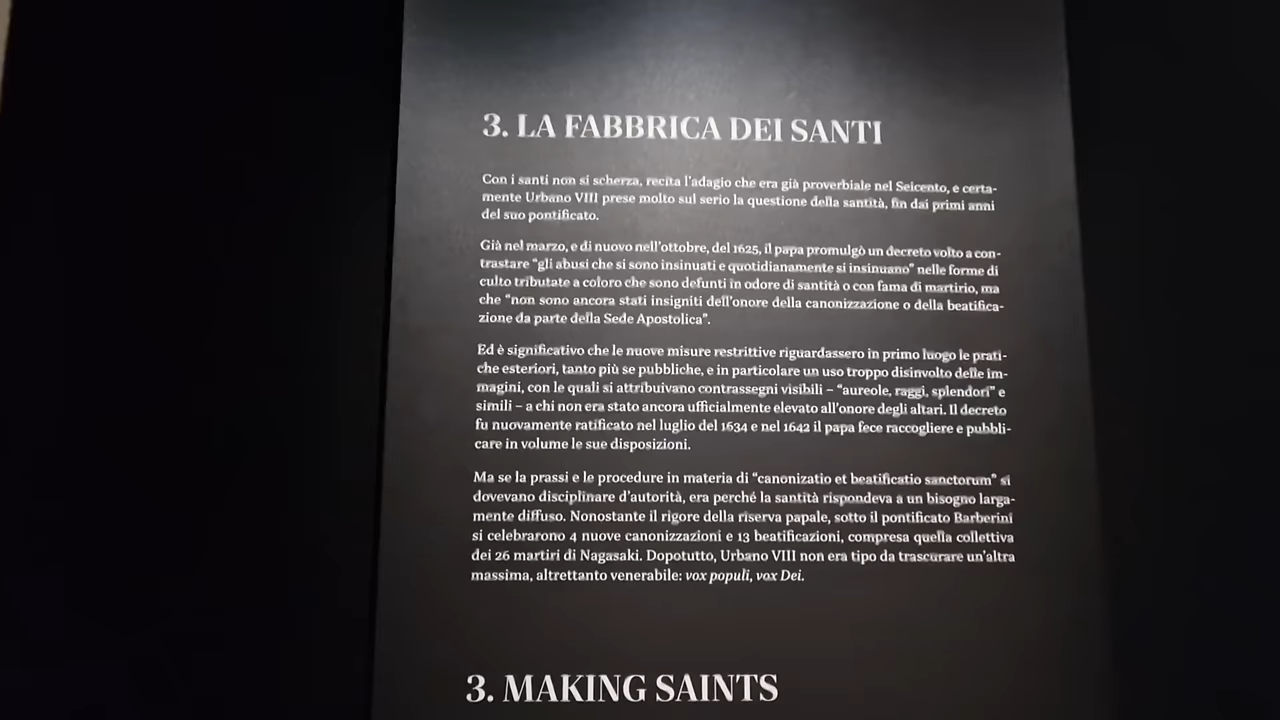 3. LA FABBRICA DEI SANTI
Con i santi non si scherza, recita l'adagio che era già proverbiale nel Seicento, e certa-
mente Urbano VIII prese molto sul serio la questione della santità, fin dai primi anni
del suo pontificato.
Già nel marzo, e di nuovo nell'ottobre, del 1625, il papa promulgò un decreto volto a con-
trastare "gli abusi che si sono insinuati e quotidianamente si insinuano" nelle forme di
culto tributate a coloro che sono defunti in odore di santità o con fama di martirio, ma
che "non sono ancora stati insigniti dell'onore della canonizzazione o della beatifica-
zione da parte della Sede Apostolica".
Ed è significativo che le nuove misure restrittive riguardassero in primo luogo le prati-
che esteriori, tanto più se pubbliche, e in particolare un uso troppo disinvolto delle im-
magini, con le quali si attribuivano contrassegni visibili – "aureole, raggi, splendori" e
simili – a chi non era stato ancora ufficialmente elevato all'onore degli altari. Il decreto
fu nuovamente ratificato nel luglio del 1634 e nel 1642 il papa fece raccogliere e pubbli-
care in volume le sue disposizioni.
Ma se la prassi e le procedure in materia di "canonizatio et beatificatio sanctorum" si
dovevano disciplinare d'autorità, era perché la santità rispondeva a un bisogno larga-
mente diffuso. Nonostante il rigore della riserva papale, sotto il pontificato Barberini
si celebrarono 4 nuove canonizzazioni e 13 beatificazioni, compresa quella collettiva
dei 26 martiri di Nagasaki. Dopotutto, Urbano VIII non era tipo da trascurare un'altra
massima, altrettanto venerabile: vox populi, vox Dei.
3. MAKING SAINTS